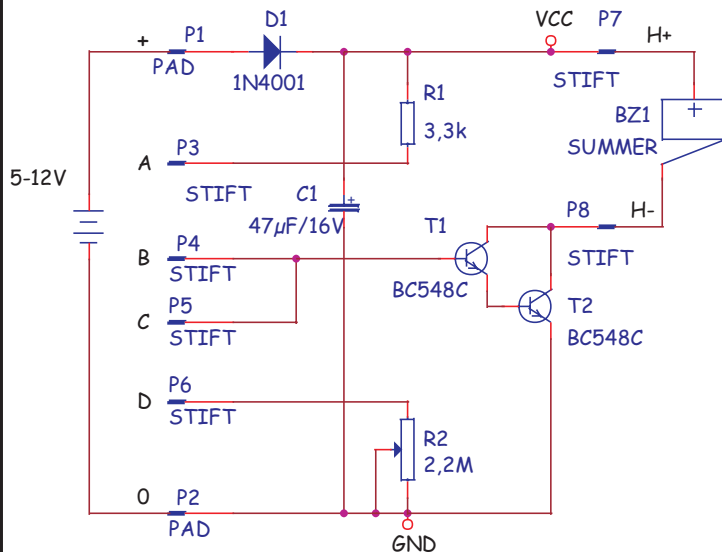 + P1 D1 VCC P7 H+
PAD 1N4001 STIFT
R1 BZ1 +
A P3 3,3k SUMMER
5-12V STIFT C1 + P8 H-
47µF/16V T1
B P4 STIFT
STIFT BC548C
C P5 T2
STIFT BC548C
D P6
STIFT R2
2,2M
0 P2
PAD
GND